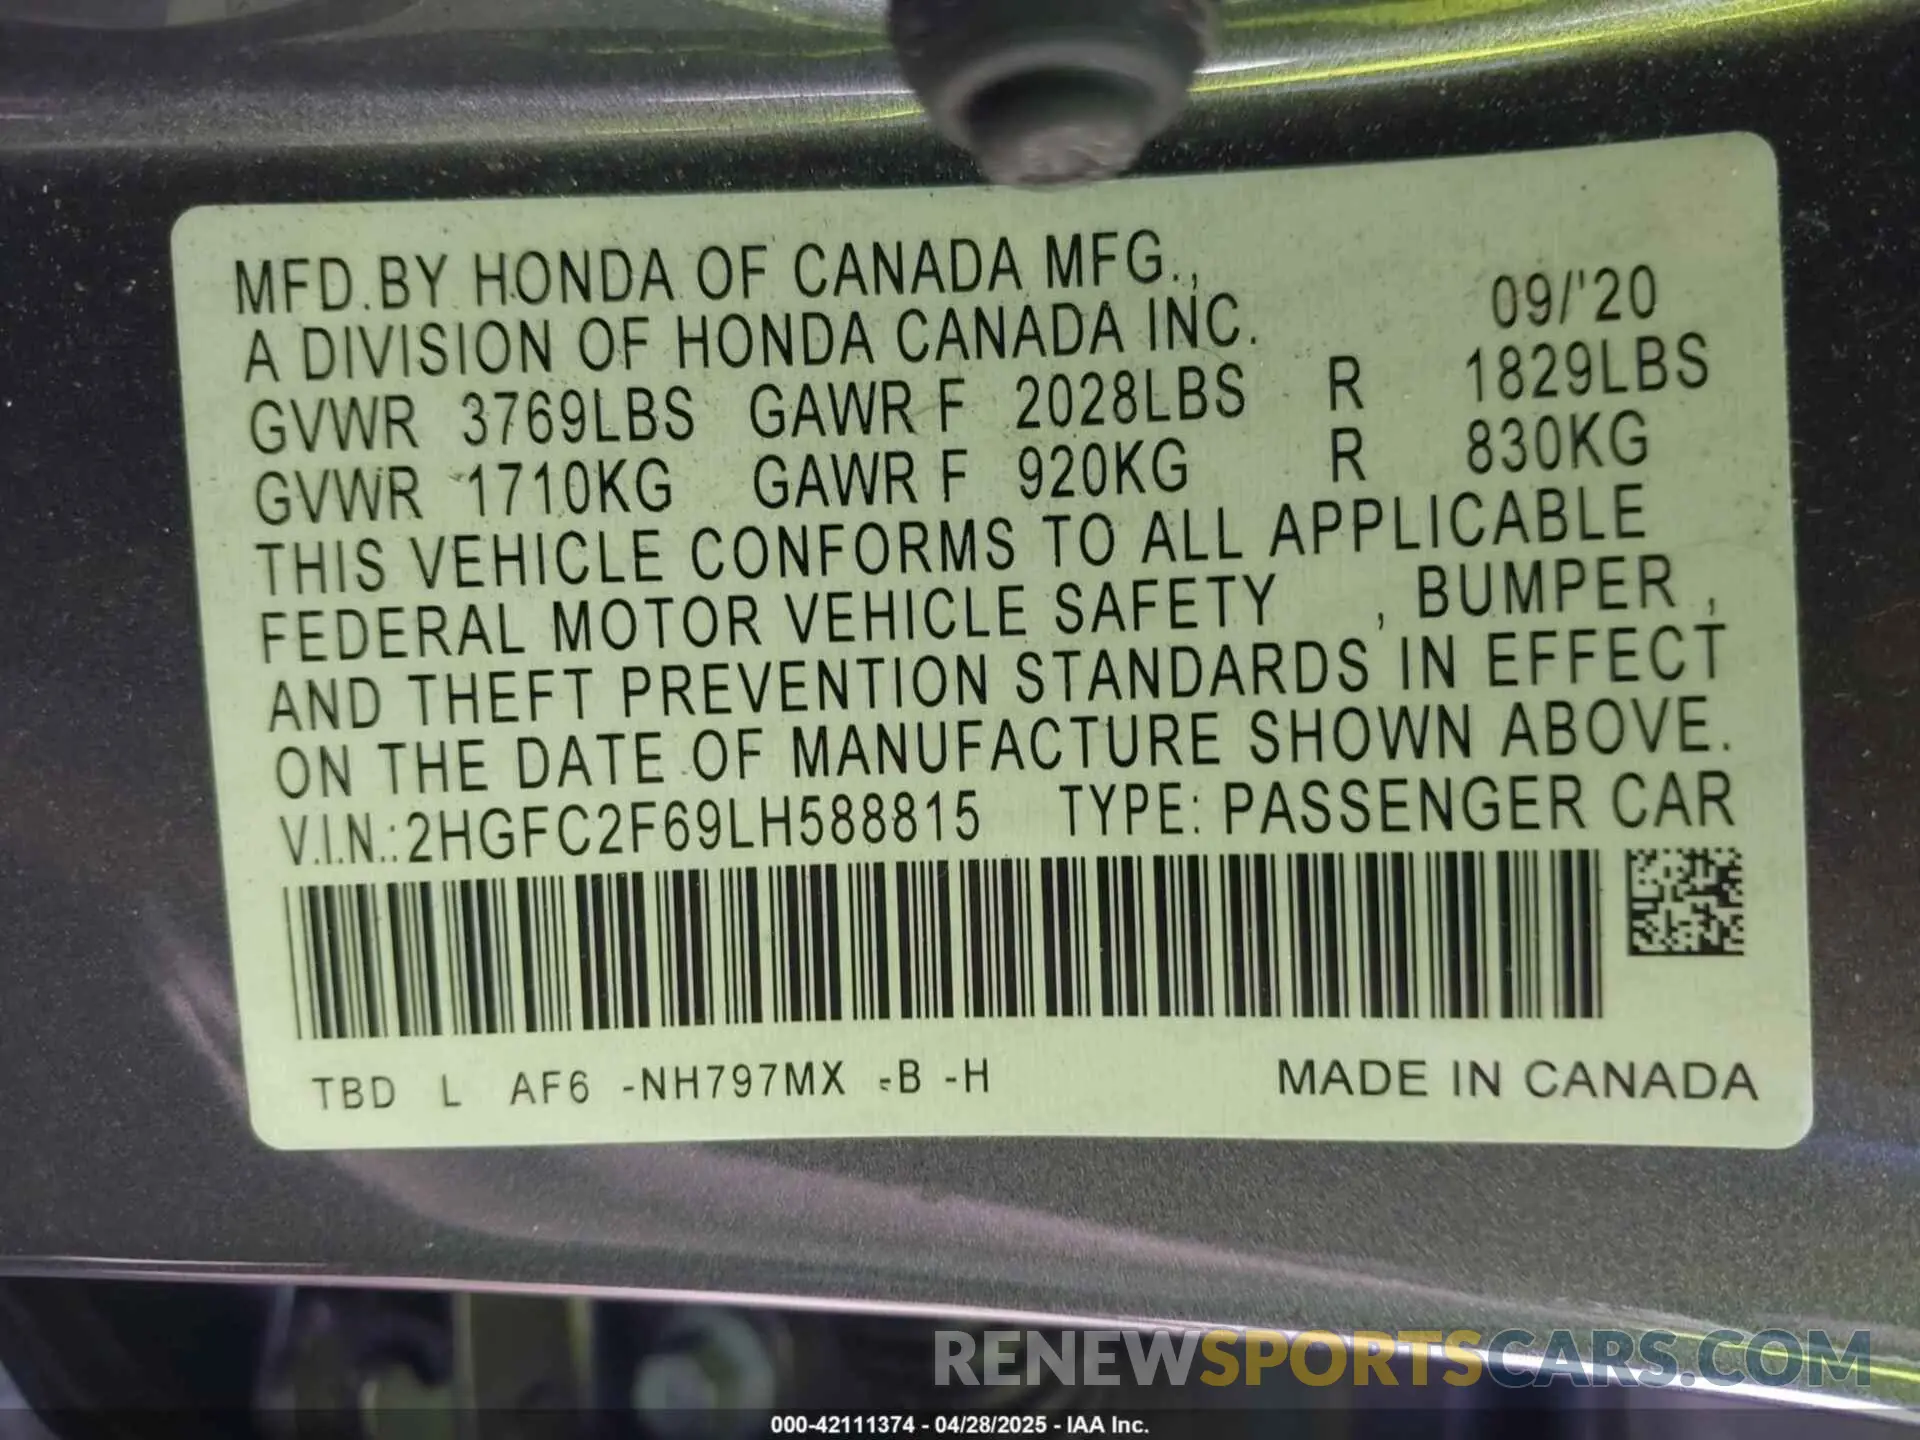 MFD.BY HONDA OF CANADA MFG.,
A DIVISION OF HONDA CANADA INC. 09/'20
GVWR 3769LBS GAWR F 2028LBS R 1829LBS
GVWR 1710KG GAWR F 920KG R 830KG
THIS VEHICLE CONFORMS TO ALL APPLICABLE
FEDERAL MOTOR VEHICLE SAFETY , BUMPER ,
AND THEFT PREVENTION STANDARDS IN EFFECT
ON THE DATE OF MANUFACTURE SHOWN ABOVE.
V.I.N.:2HGFC2F69LH588815 TYPE: PASSENGER CAR
TBD L AF6 -NH797MX -B -H MADE IN CANADA
RENEWSPORTSCARS.COM
000-42111374 - 04/28/2025 - IAA Inc.